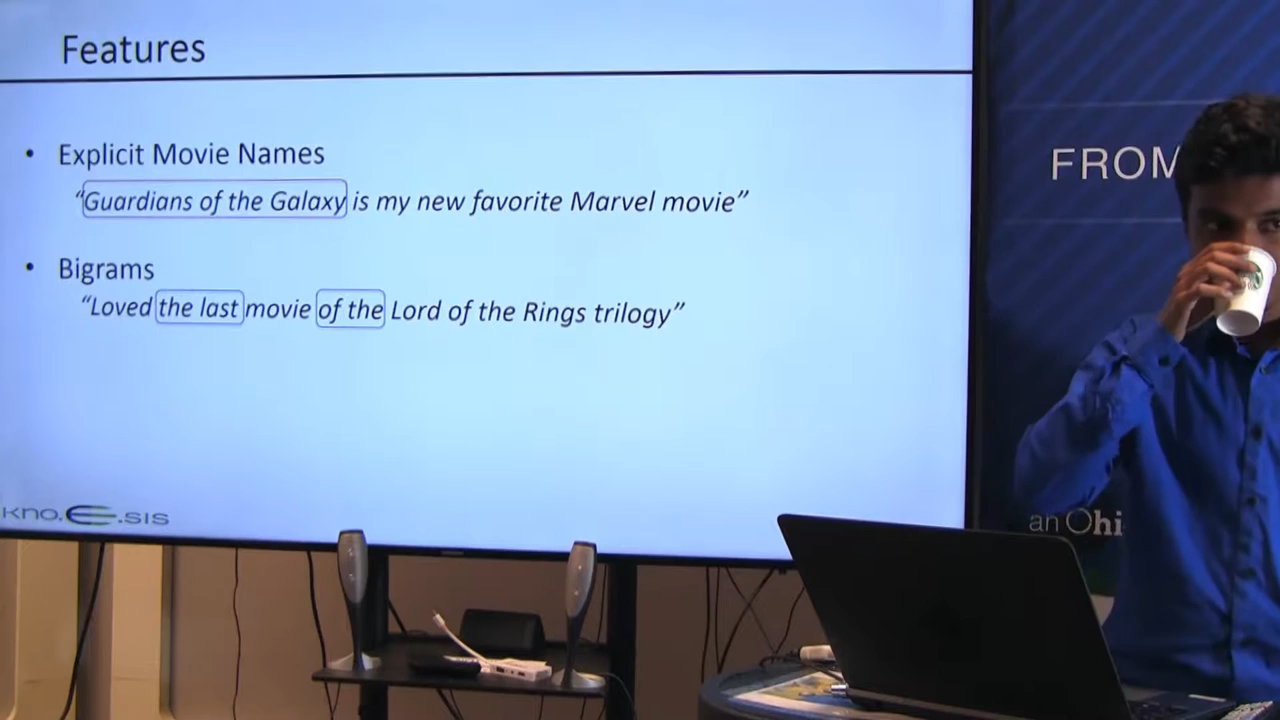 Features
• Explicit Movie Names
“Guardians of the Galaxy is my new favorite Marvel movie”
• Bigrams
“Loved the last movie of the Lord of the Rings trilogy”
kno.e.sis
FROM
an Ohi